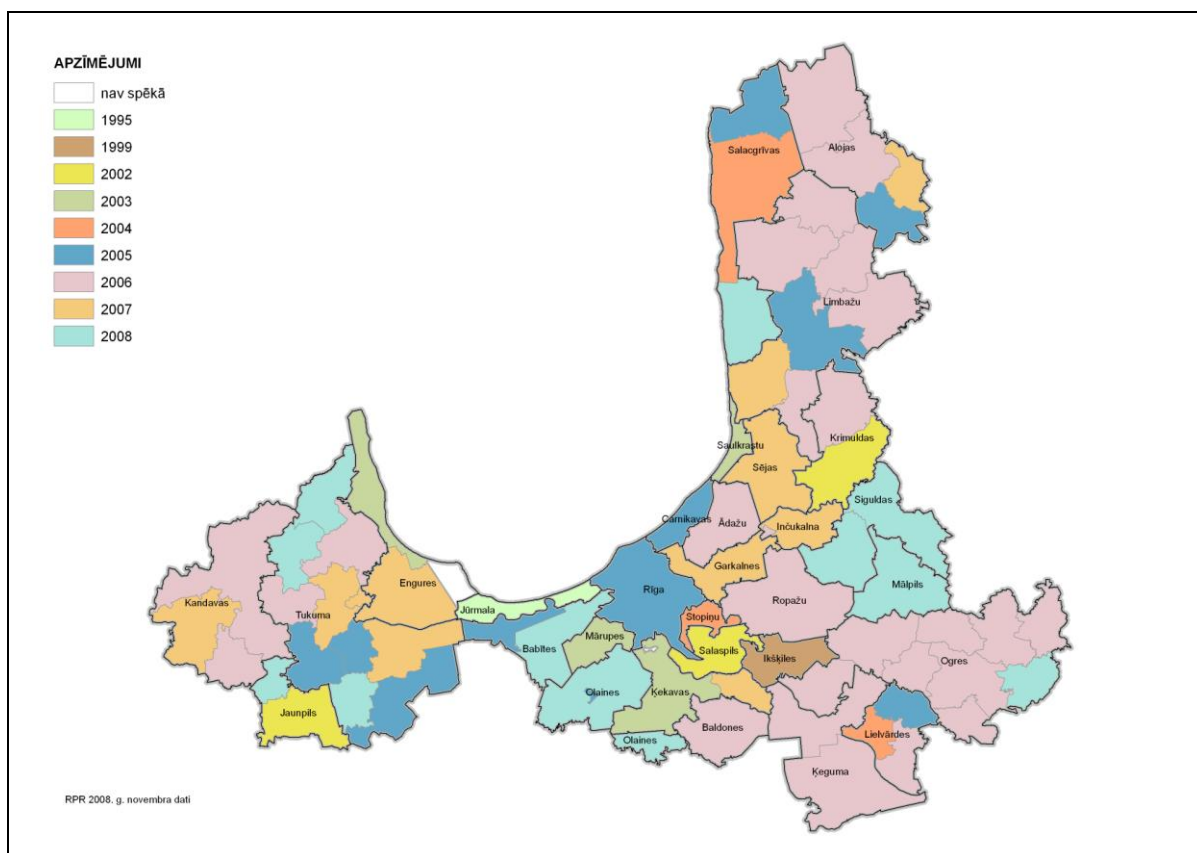 APZĪMĒJUMI
nav spēkā
1995
1999
2002
2003
2004
2005
2006
2007
2008
Salacgrīvas
Alojas
Limbažu
Krimuldas
Saulkrastu
Sējas
Siguldas
Carnikavas
Ādažu
Inčukalna
Garkalnes
Mālpils
Engures
Rīga
Ropažu
Kandavas
Tukuma
Jūrmala
Stopiņu
Mārupes
Babītes
Salaspils
Ikšķiles
Ogres
Olaines
Ķekavas
Jaunpils
Baldones
Lielvārdes
Olaines
Ķeguma
RPR 2008. g. novembra dati